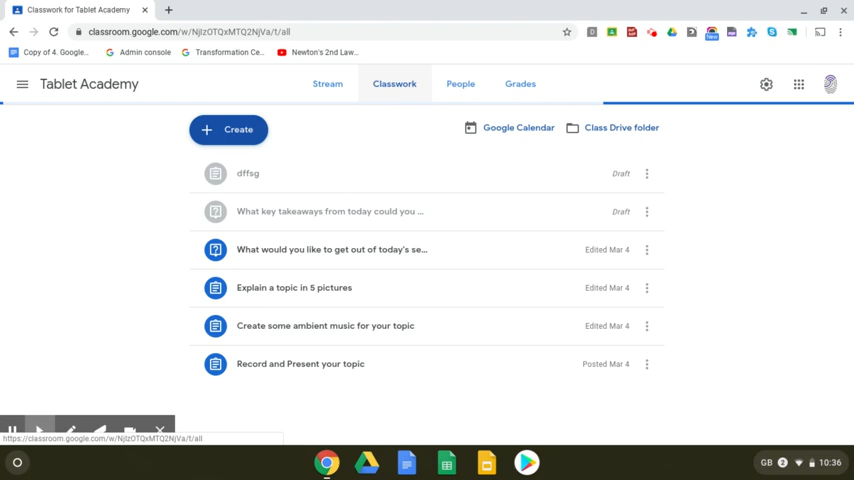 Classwork for Tablet Academy
classroom.google.com/w/NjIzOTQxMTQ2NjVa/t/all
New
Copy of 4. Google...
Admin console
Transformation Ce...
Newton's 2nd Law...
Tablet Academy
Stream
Classwork
People
Grades
Create
Google Calendar
Class Drive folder
dffsg
Draft
What key takeaways from today could you ...
Draft
What would you like to get out of today's se...
Edited Mar 4
Explain a topic in 5 pictures
Edited Mar 4
Create some ambient music for your topic
Edited Mar 4
Record and Present your topic
Posted Mar 4
https://classroom.google.com/w/NjIzOTQxMTQ2NjVa/t/all
GB 2 10:36